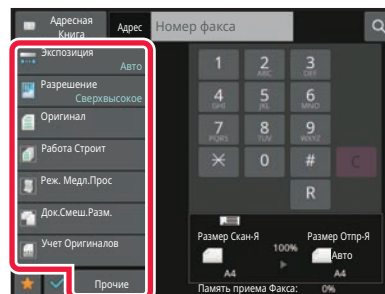 Адресная
Книга
Адрес
Номер факса
Экспозиция
Авто
Разрешение
Сверхвысокое
Оригинал
Работа Строит
Реж. Медл.Прос
Док.Смеш.Разм.
Учет Оригиналов
Прочие
1
2 ABC
3 DEF
4 GHI
5 JKL
6 MNO
7 PQRS
8 TUV
9 WXYZ
0
#
C
R
Размер Скан-Я
Размер Отпр-Я
100%
Авто
A4
A4
Память приема Факса: 0%